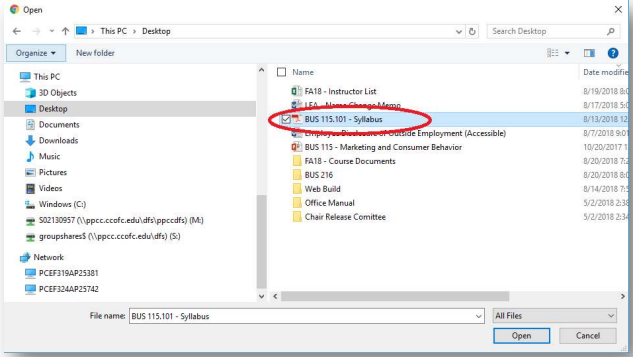 Open
This PC > Desktop
Search Desktop
Organize
New folder
This PC
3D Objects
Desktop
Documents
Downloads
Music
Pictures
Videos
Windows (C:)
S02130957 (\\ppcc.ccofc.edu\dfs\ppccdfs) (M:)
groupshares$ (\\ppcc.ccofc.edu\dfs) (S:)
Network
PCEF319AP25381
PCEF324AP25742
Name Date modifie
FA18 - Instructor List 8/19/2018 8:0
LFA - Name Change Memo 8/17/2018 5:0
BUS 115.101 - Syllabus 8/13/2018 12:
Employee Disclosure of Outside Employment (Accessible) 8/7/2018 9:01
BUS 115 - Marketing and Consumer Behavior 10/20/2017 1
FA18 - Course Documents 8/20/2018 7:2
BUS 216 8/20/2018 8:0
Web Build 8/14/2018 7:5
Office Manual 5/2/2018 2:38
Chair Release Comittee 5/2/2018 2:34
File name: BUS 115.101 - Syllabus
All Files
Open
Cancel